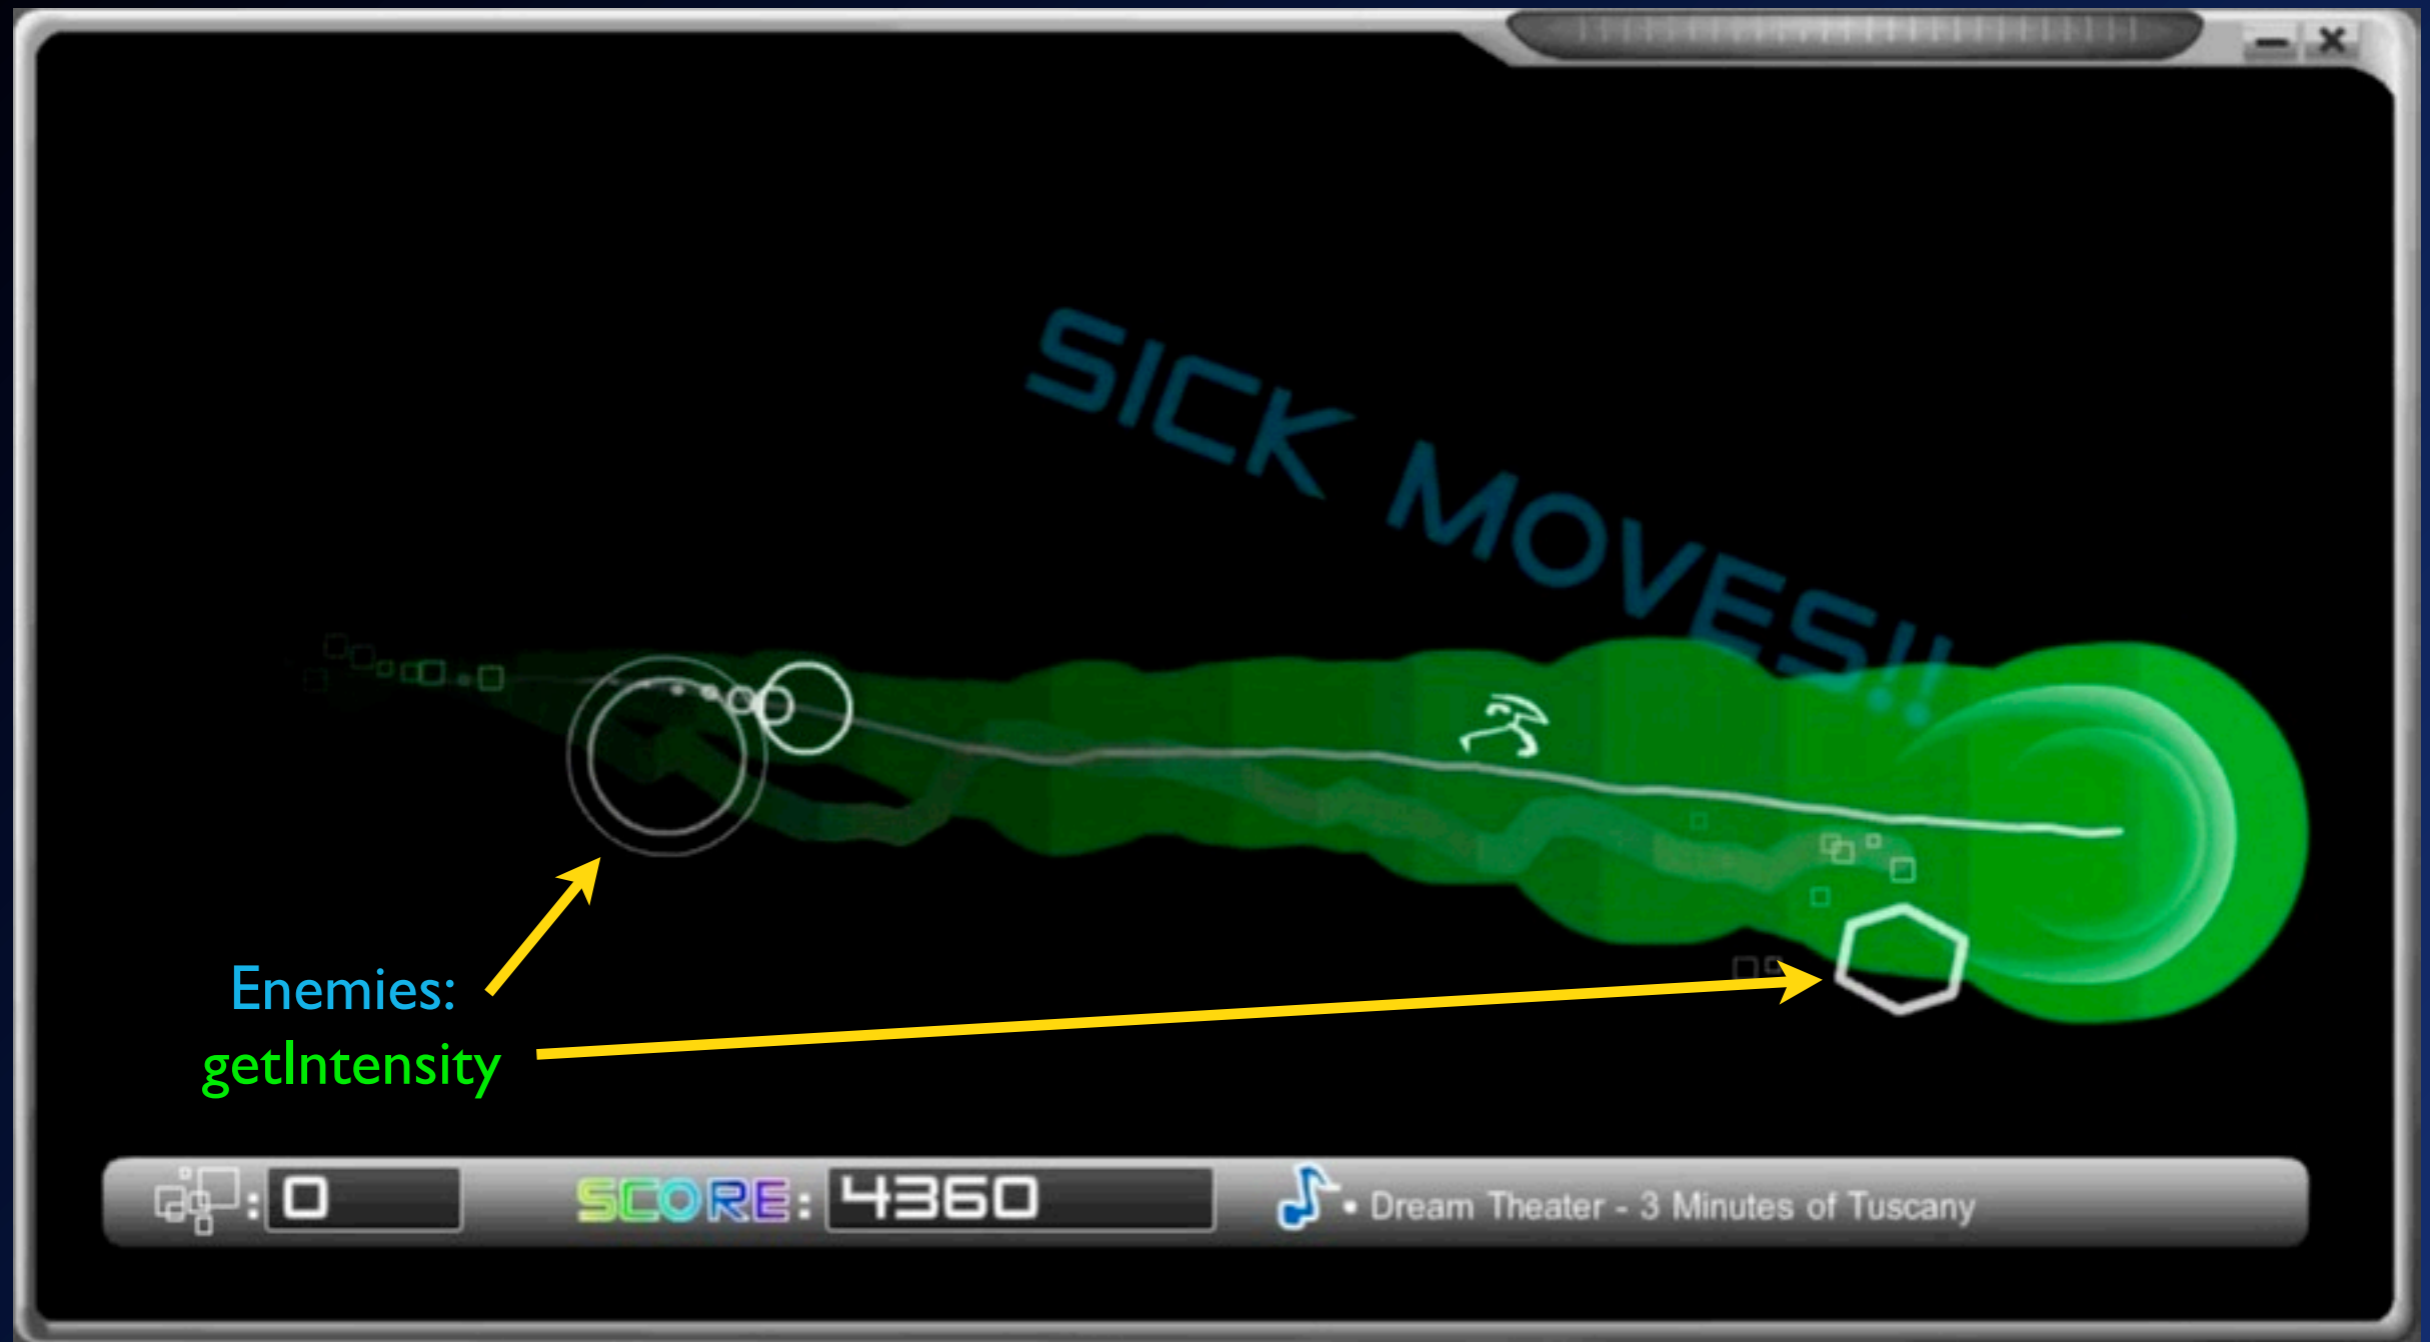 SICK MOVES!!
Enemies:
getIntensity
: 0 SCORE: 4360 • Dream Theater - 3 Minutes of Tuscany